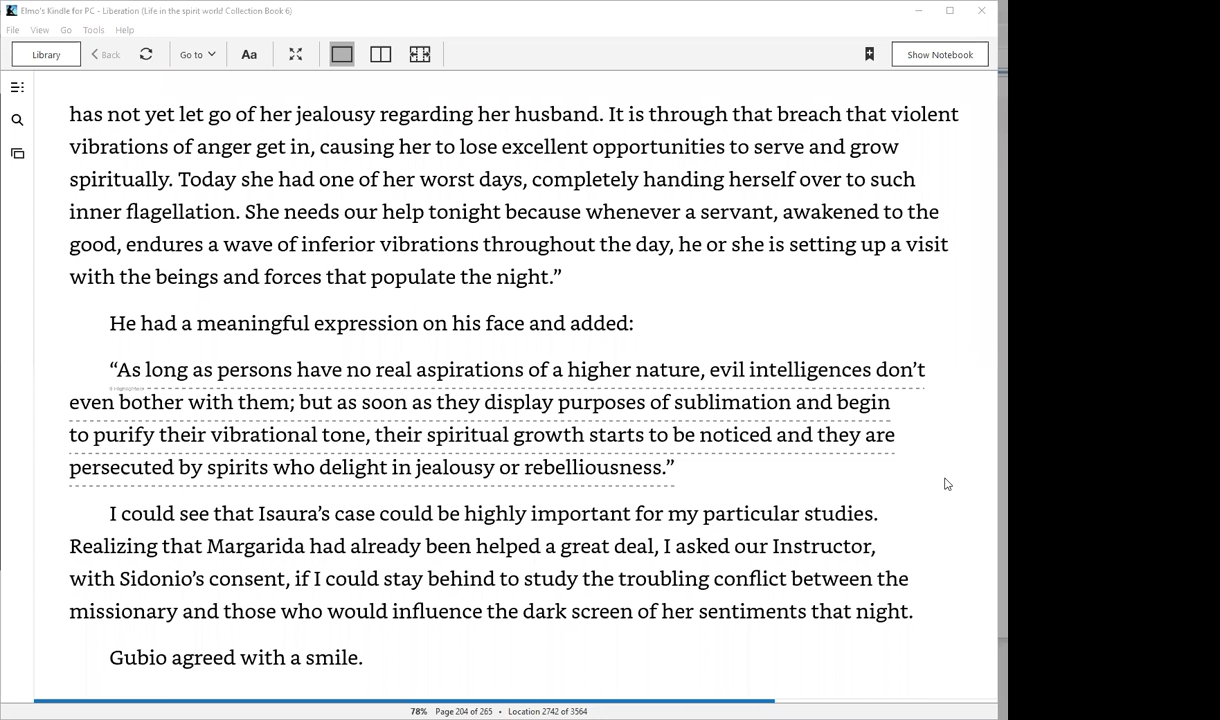 Elmo's Kindle for PC - Liberation (Life in the spirit world Collection Book 6)
File View Go Tools Help
Library Back Go to Aa Show Notebook
has not yet let go of her jealousy regarding her husband. It is through that breach that violent
vibrations of anger get in, causing her to lose excellent opportunities to serve and grow
spiritually. Today she had one of her worst days, completely handing herself over to such
inner flagellation. She needs our help tonight because whenever a servant, awakened to the
good, endures a wave of inferior vibrations throughout the day, he or she is setting up a visit
with the beings and forces that populate the night.”
He had a meaningful expression on his face and added:
“As long as persons have no real aspirations of a higher nature, evil intelligences don’t
even bother with them; but as soon as they display purposes of sublimation and begin
to purify their vibrational tone, their spiritual growth starts to be noticed and they are
persecuted by spirits who delight in jealousy or rebelliousness.”
I could see that Isaura’s case could be highly important for my particular studies.
Realizing that Margarida had already been helped a great deal, I asked our Instructor,
with Sidonio’s consent, if I could stay behind to study the troubling conflict between the
missionary and those who would influence the dark screen of her sentiments that night.
Gubio agreed with a smile.
78% Page 204 of 265 • Location 2742 of 3564